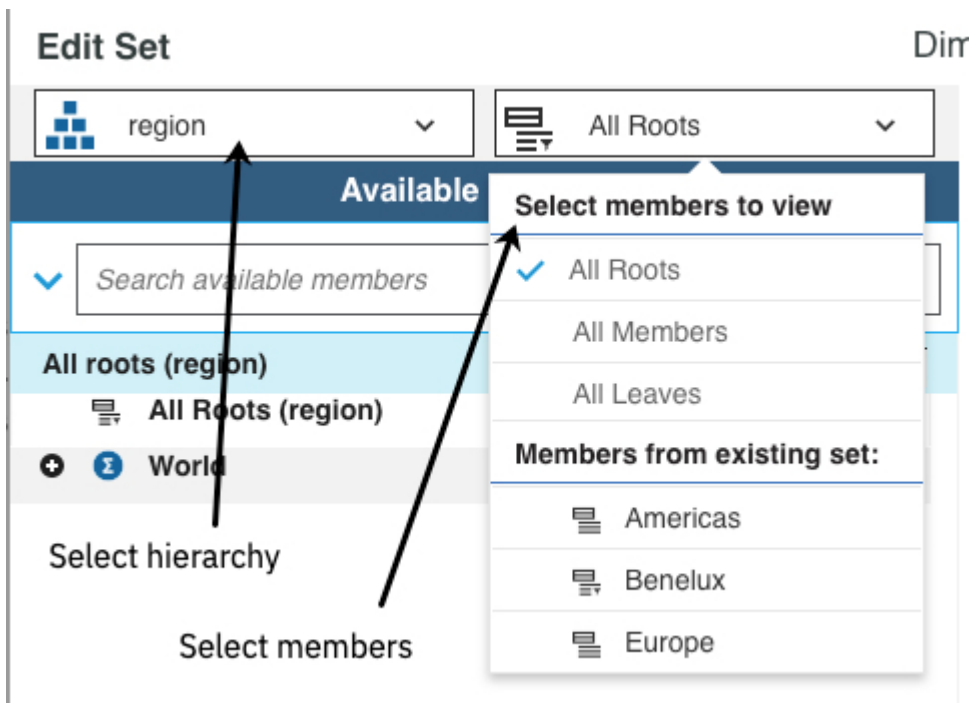 Edit Set
Dim
region
All Roots
Available
Select members to view
Search available members
All Roots
All Members
All roots (region)
All Leaves
All Roots (region)
Members from existing set:
World
Americas
Select hierarchy
Benelux
Select members
Europe